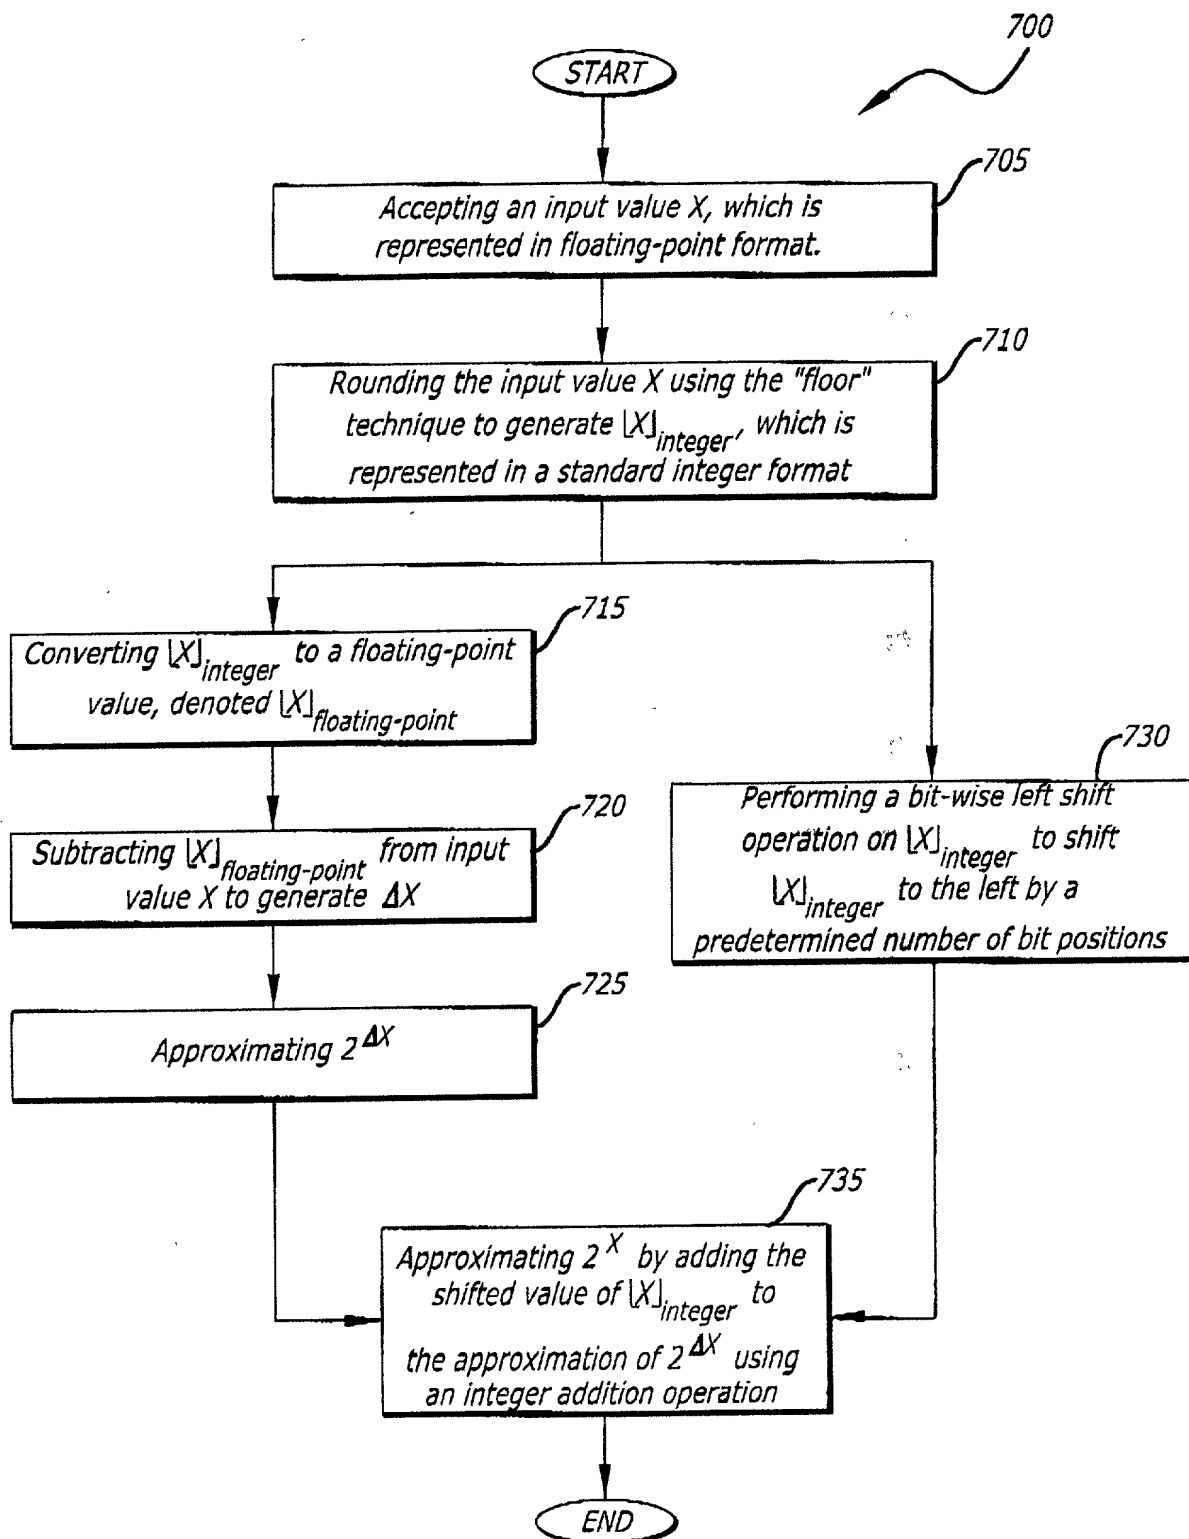 700
START
705
Accepting an input value X, which is
represented in floating-point format.
710
Rounding the input value X using the "floor"
technique to generate ⌊X⌋integer, which is
represented in a standard integer format
715
Converting ⌊X⌋integer to a floating-point
value, denoted ⌊X⌋floating-point
730
Performing a bit-wise left shift
operation on ⌊X⌋integer to shift
⌊X⌋integer to the left by a
predetermined number of bit positions
720
Subtracting ⌊X⌋floating-point from input
value X to generate ΔX
725
Approximating 2^ΔX
735
Approximating 2^X by adding the
shifted value of ⌊X⌋integer to
the approximation of 2^ΔX using
an integer addition operation
END